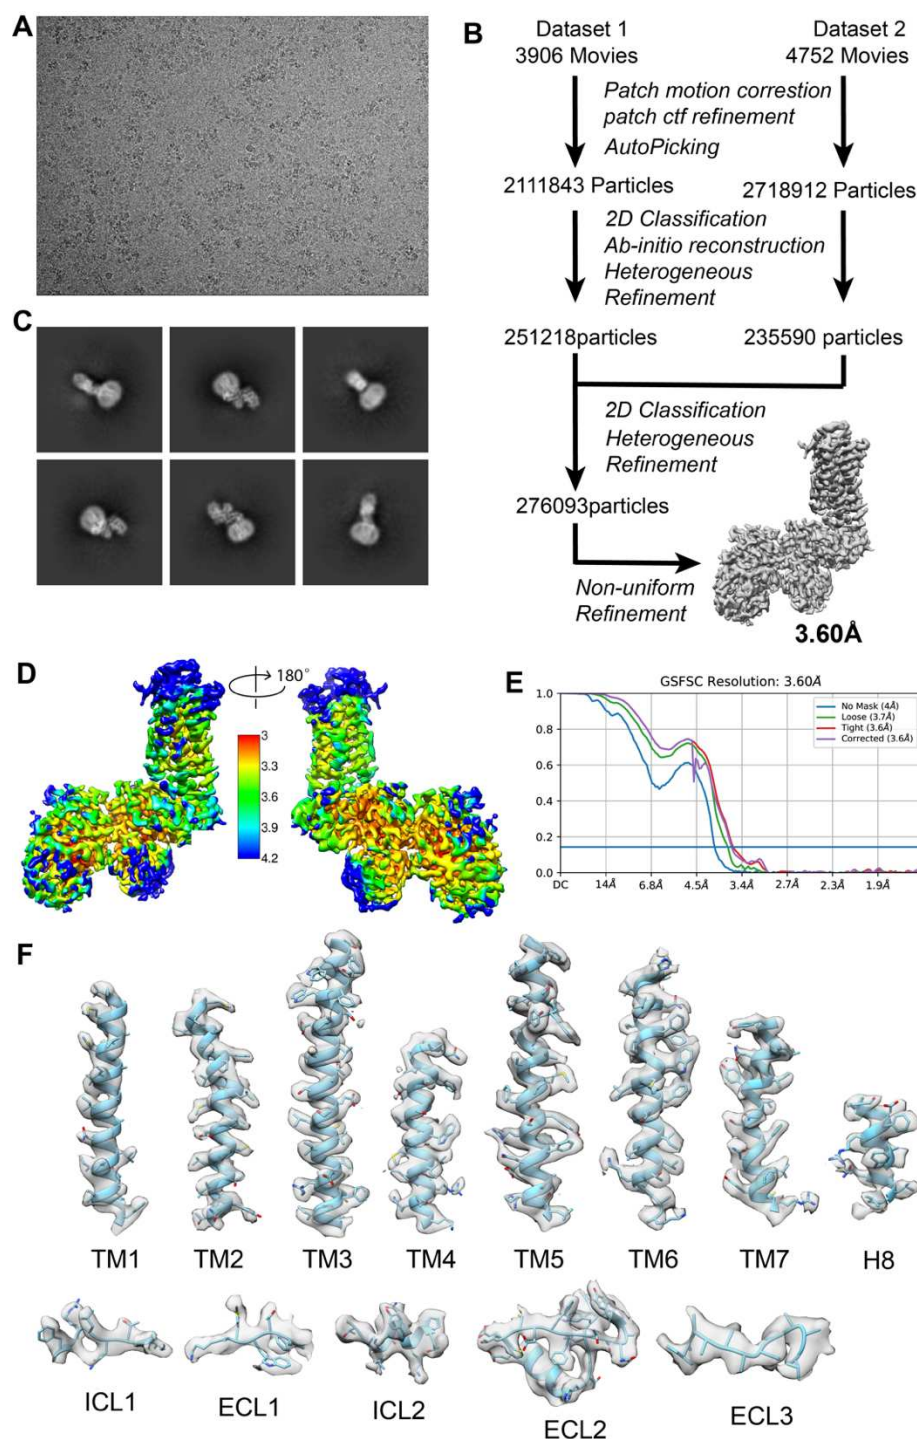 A
B
Dataset 1
3906 Movies
Dataset 2
4752 Movies
Patch motion correstion
patch ctf refinement
AutoPicking
2111843 Particles
2718912 Particles
2D Classification
Ab-initio reconstruction
Heterogeneous
Refinement
251218particles
235590 particles
2D Classification
Heterogeneous
Refinement
276093particles
Non-uniform
Refinement
3.60Å
C
D
180°
3
3.3
3.6
3.9
4.2
E
GSFSC Resolution: 3.60Å
1.0
0.8
0.6
0.4
0.2
0.0
No Mask (4Å)
Loose (3.7Å)
Tight (3.6Å)
Corrected (3.6Å)
DC
14Å
6.8Å
4.5Å
3.4Å
2.7Å
2.3Å
1.9Å
F
TM1
TM2
TM3
TM4
TM5
TM6
TM7
H8
ICL1
ECL1
ICL2
ECL2
ECL3